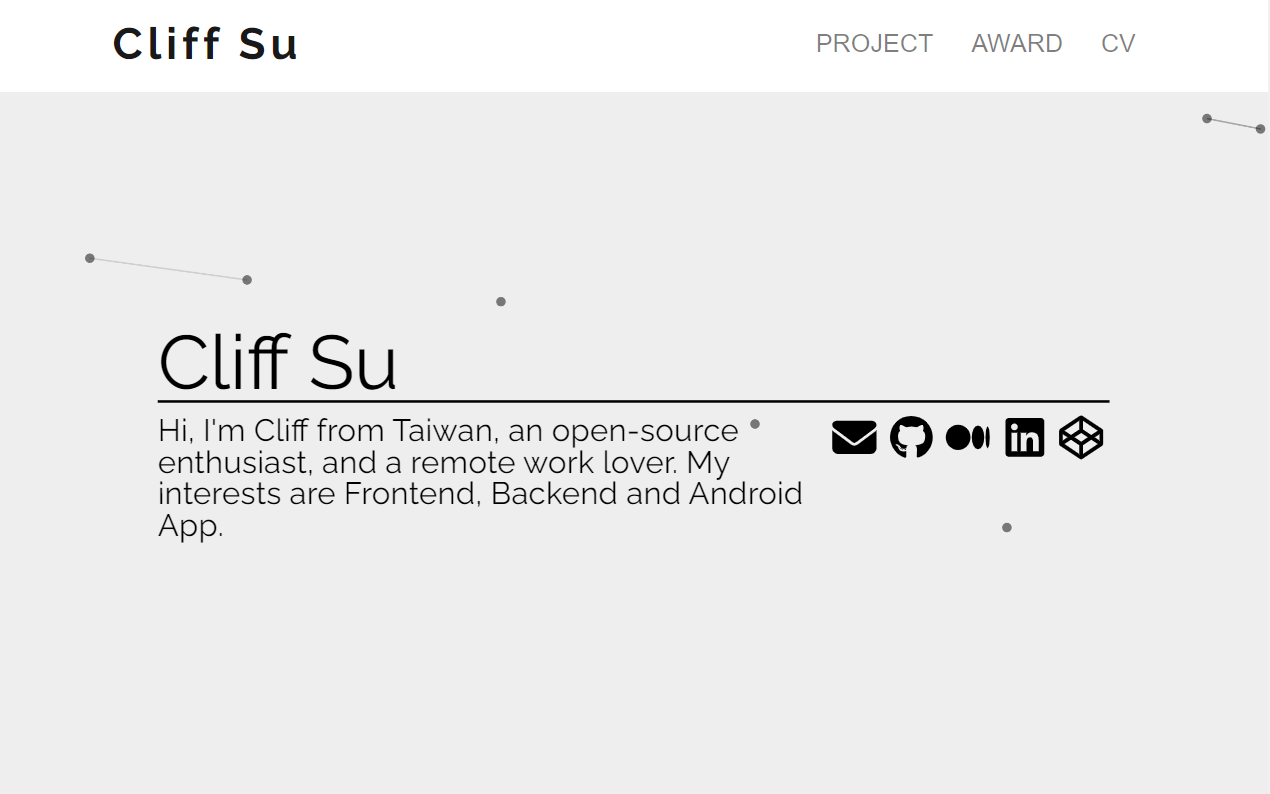 Cliff Su
PROJECT AWARD CV
Cliff Su
Hi, I'm Cliff from Taiwan, an open-source
enthusiast, and a remote work lover. My
interests are Frontend, Backend and Android
App.
in